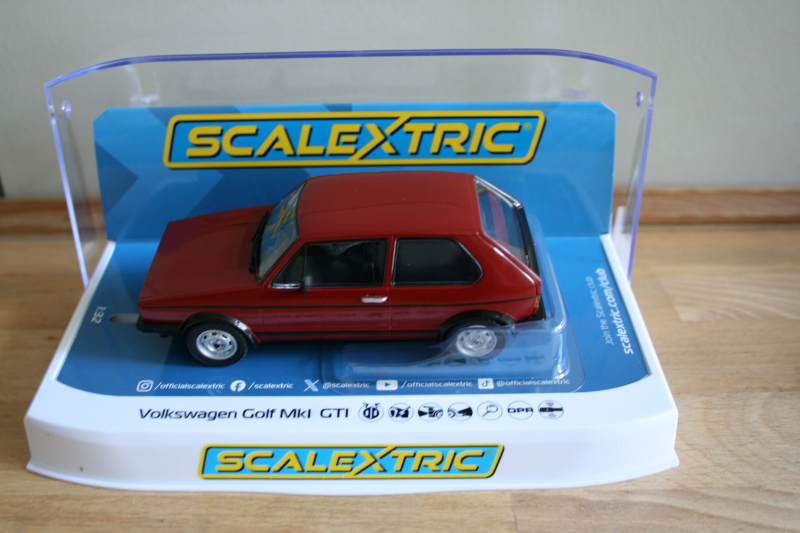 SCALEXTRIC®
1:32
Join the Scalextric club
scalextric.com/club
/officialscalextric /scalextric @scalextric /officialscalextric @officialscalextric
Volkswagen Golf MkI GTI DPR
SCALEXTRIC